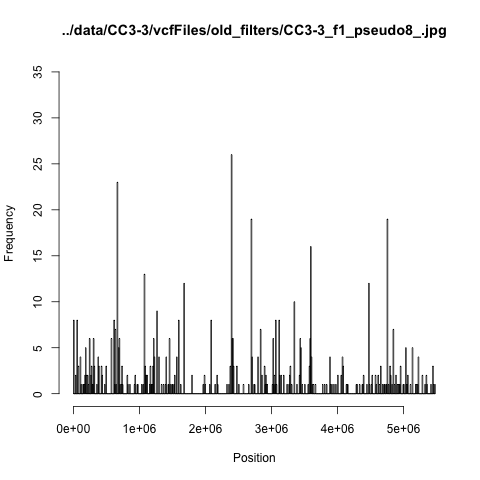 ../data/CC3-3/vcfFiles/old_filters/CC3-3_f1_pseudo8_.jpg
35
30
25
20
15
10
5
0
Frequency
0e+00 1e+06 2e+06 3e+06 4e+06 5e+06
Position